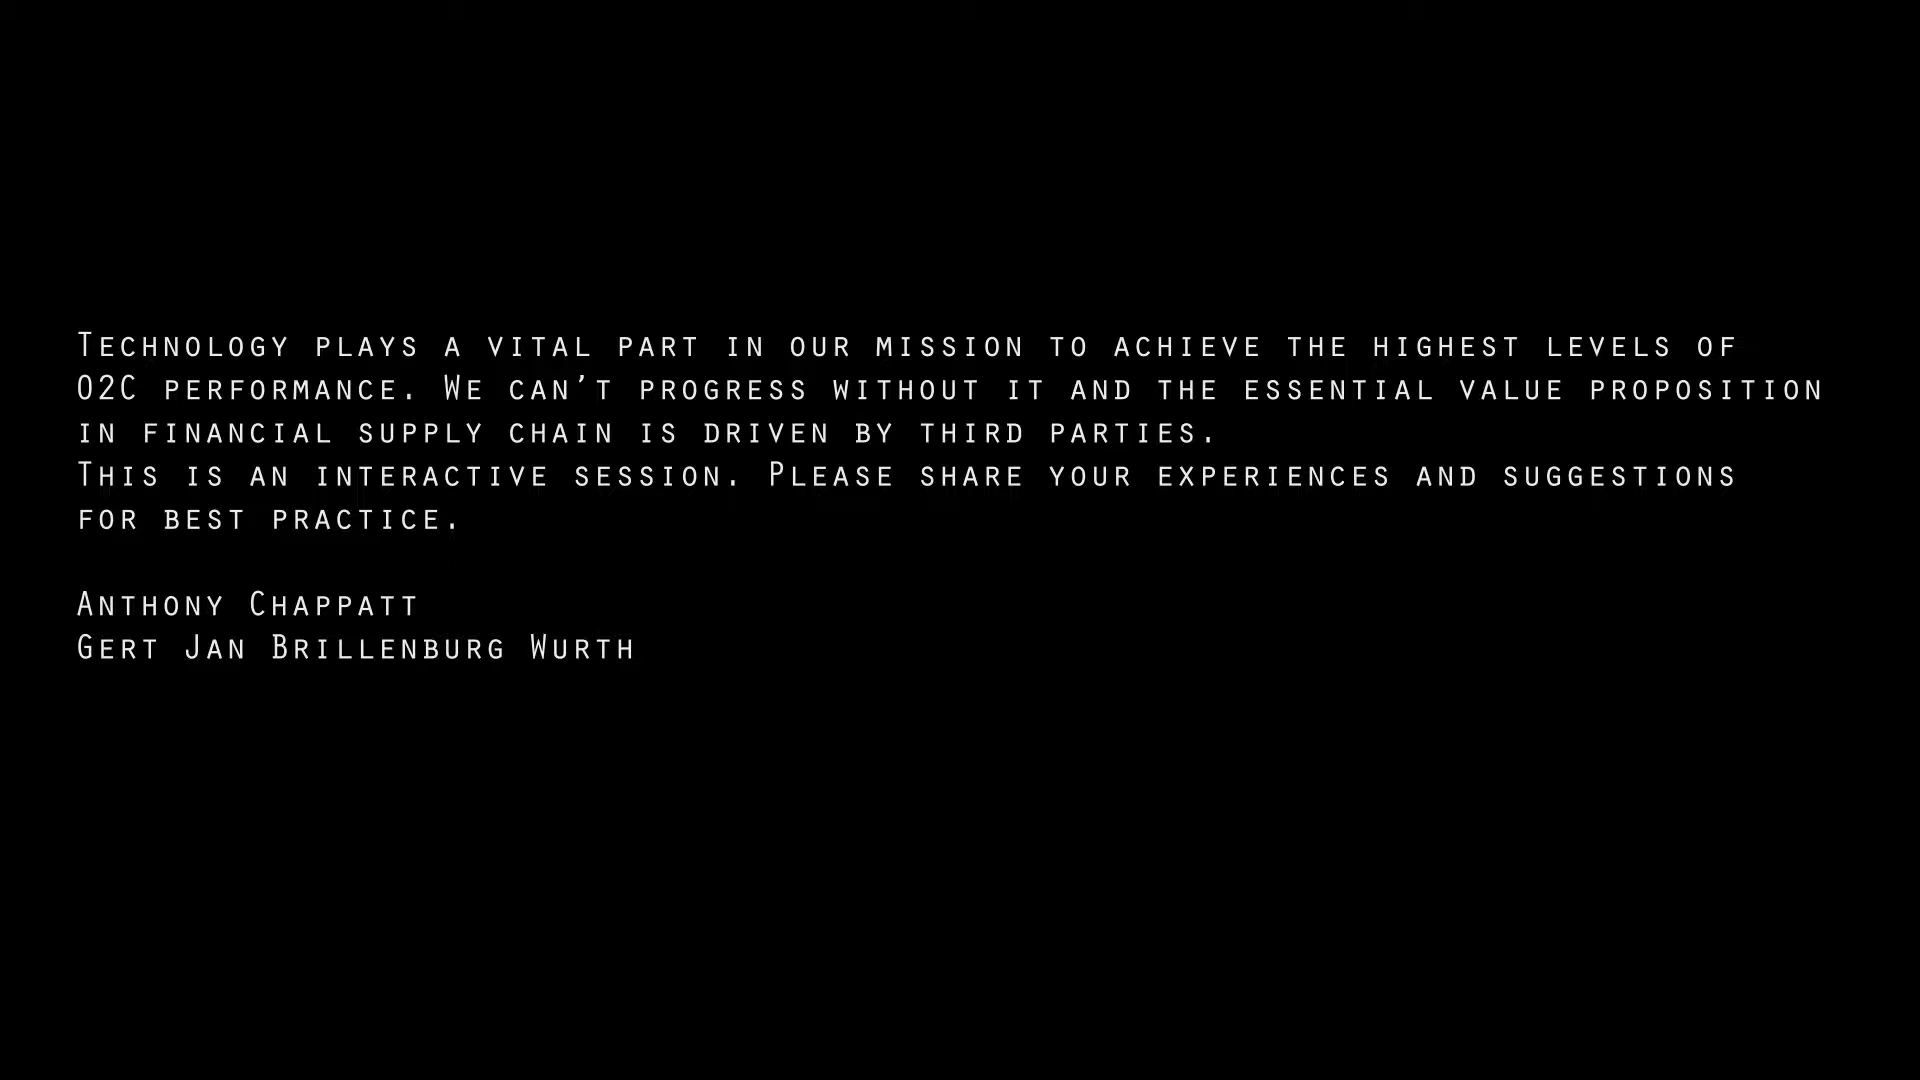 Technology plays a vital part in our mission to achieve the highest levels of
O2C performance. We can’t progress without it and the essential value proposition
in financial supply chain is driven by third parties.
This is an interactive session. Please share your experiences and suggestions
for best practice.
Anthony Chappatt
Gert Jan Brillenburg Wurth